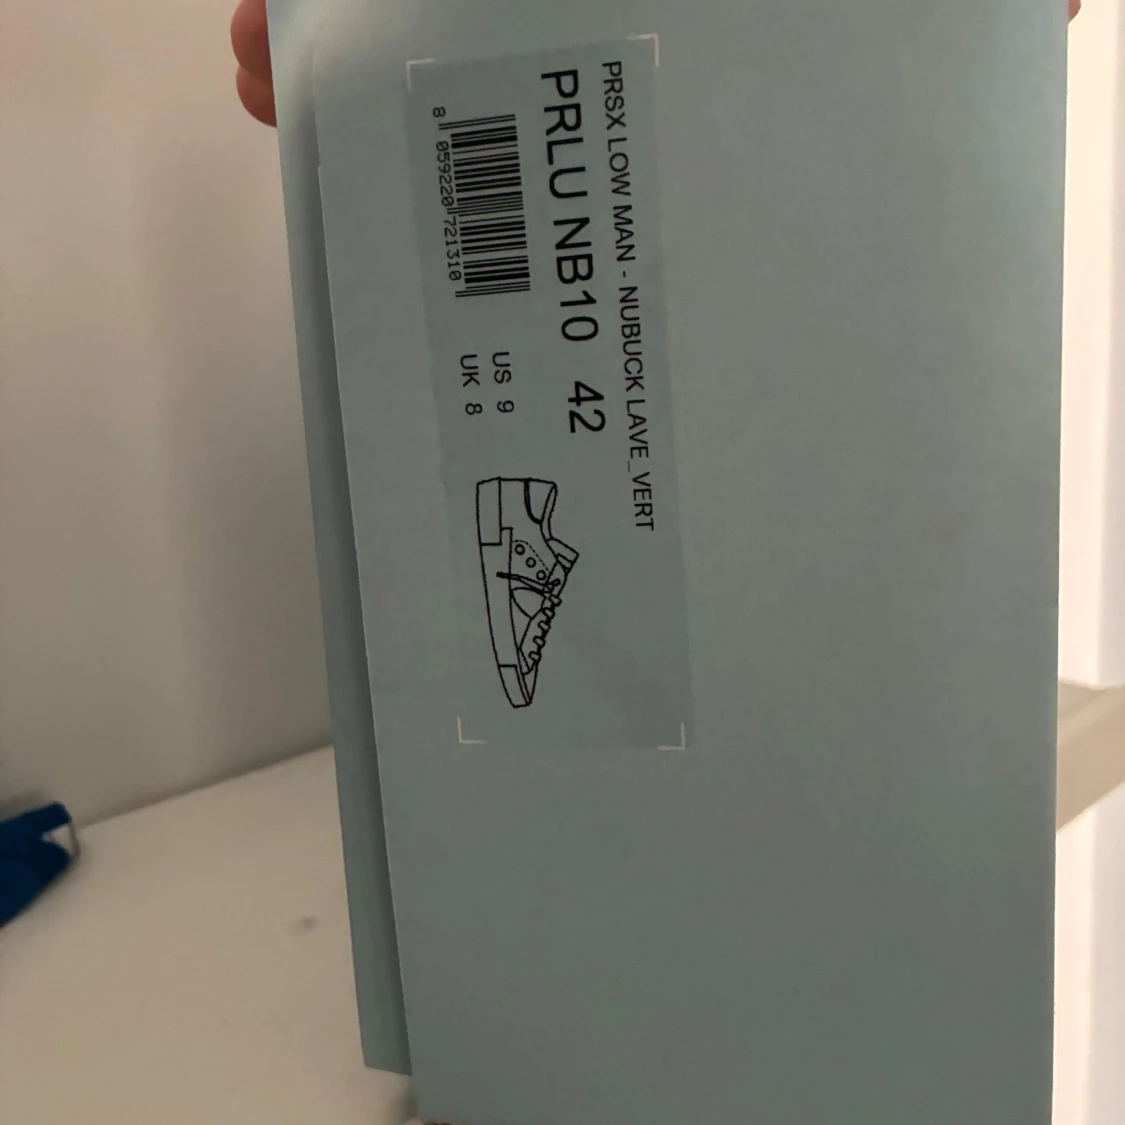 PRSX LOW MAN - NUBUCK LAVE_VERT
PRLU NB10 42
8 059220 721310
US 9
UK 8